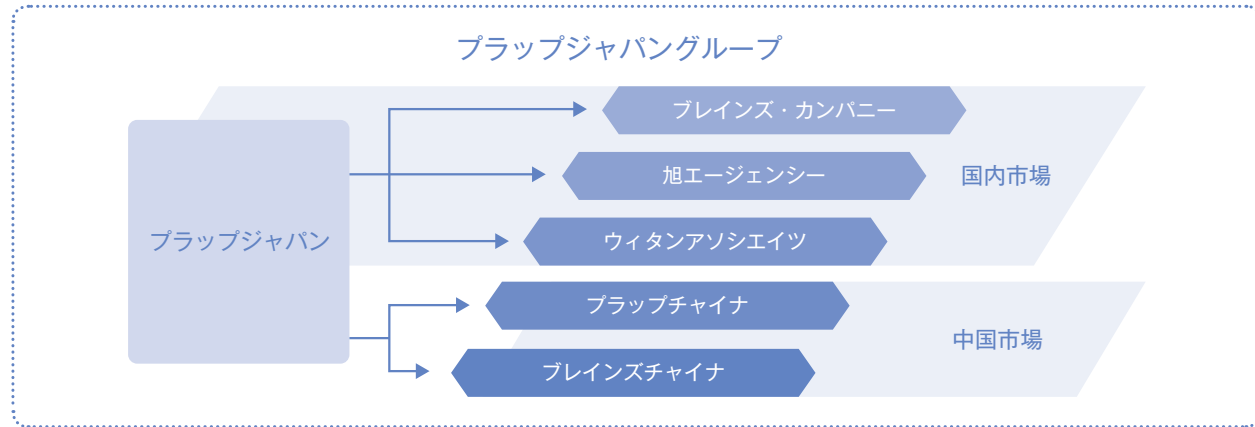 プラップジャパングループ
プラップジャパン
ブレインズ・カンパニー
旭エージェンシー
ウィタンアソシエイツ
国内市場
プラップチャイナ
ブレインズチャイナ
中国市場